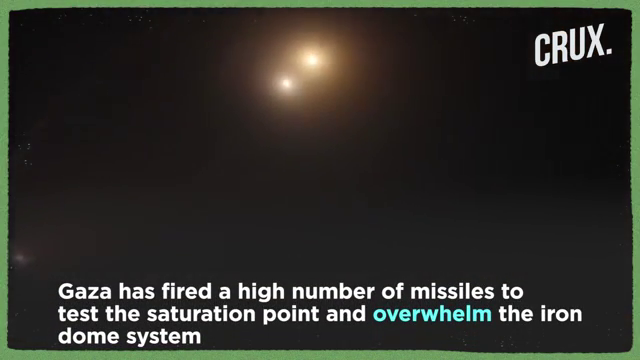 CRUX.
Gaza has fired a high number of missiles to
test the saturation point and overwhelm the iron
dome system